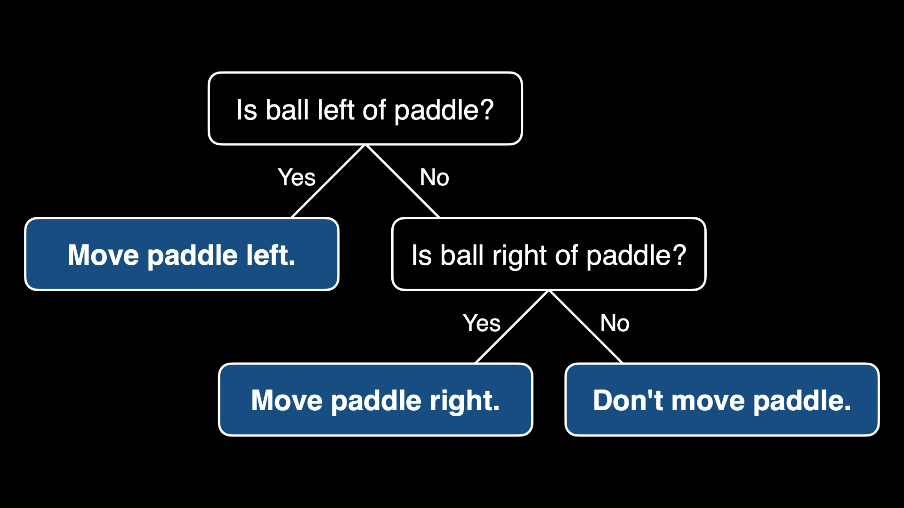 Is ball left of paddle?
Yes
No
Move paddle left.
Is ball right of paddle?
Yes
No
Move paddle right.
Don't move paddle.